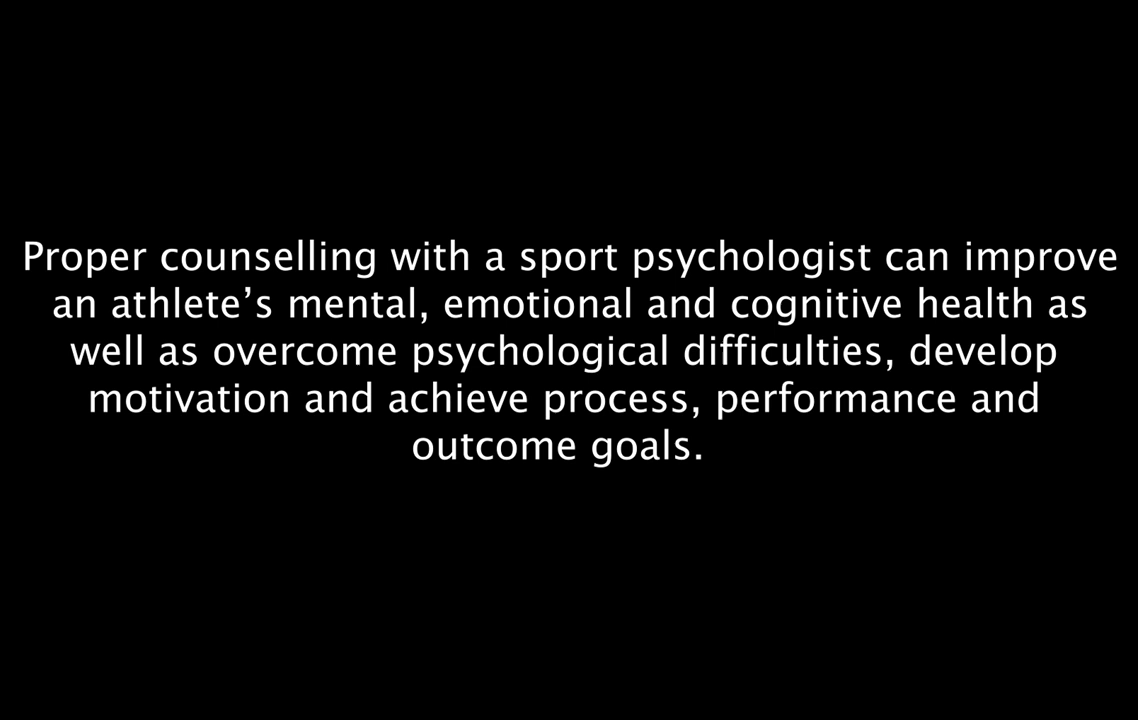 Proper counselling with a sport psychologist can improve
an athlete’s mental, emotional and cognitive health as
well as overcome psychological difficulties, develop
motivation and achieve process, performance and
outcome goals.